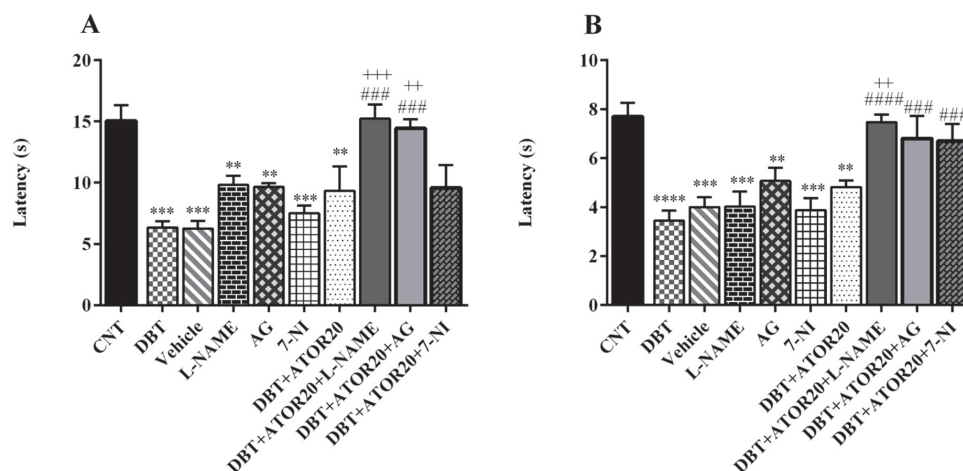 A
Latency (s)
20
15
10
5
0
***
***
**
**
***
**
+++
###
++
###
CNT
DBT
Vehicle
L-NAME
AG
7-NI
DBT+ATOR20
DBT+ATOR20+L-NAME
DBT+ATOR20+AG
DBT+ATOR20+7-NI
B
Latency (s)
10
8
6
4
2
0
****
***
***
**
***
**
++
####
###
###
CNT
DBT
Vehicle
L-NAME
AG
7-NI
DBT+ATOR20
DBT+ATOR20+L-NAME
DBT+ATOR20+AG
DBT+ATOR20+7-NI